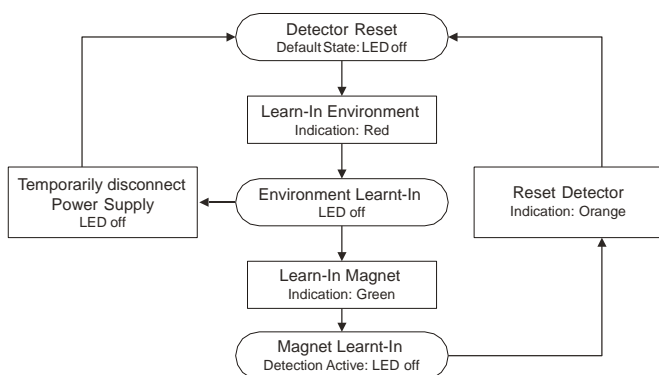 Detector Reset
Default State: LED off
Learn-In Environment
Indication: Red
Temporarily disconnect
Power Supply
LED off
Environment Learnt-In
LED off
Reset Detector
Indication: Orange
Learn-In Magnet
Indication: Green
Magnet Learnt-In
Detection Active: LED off